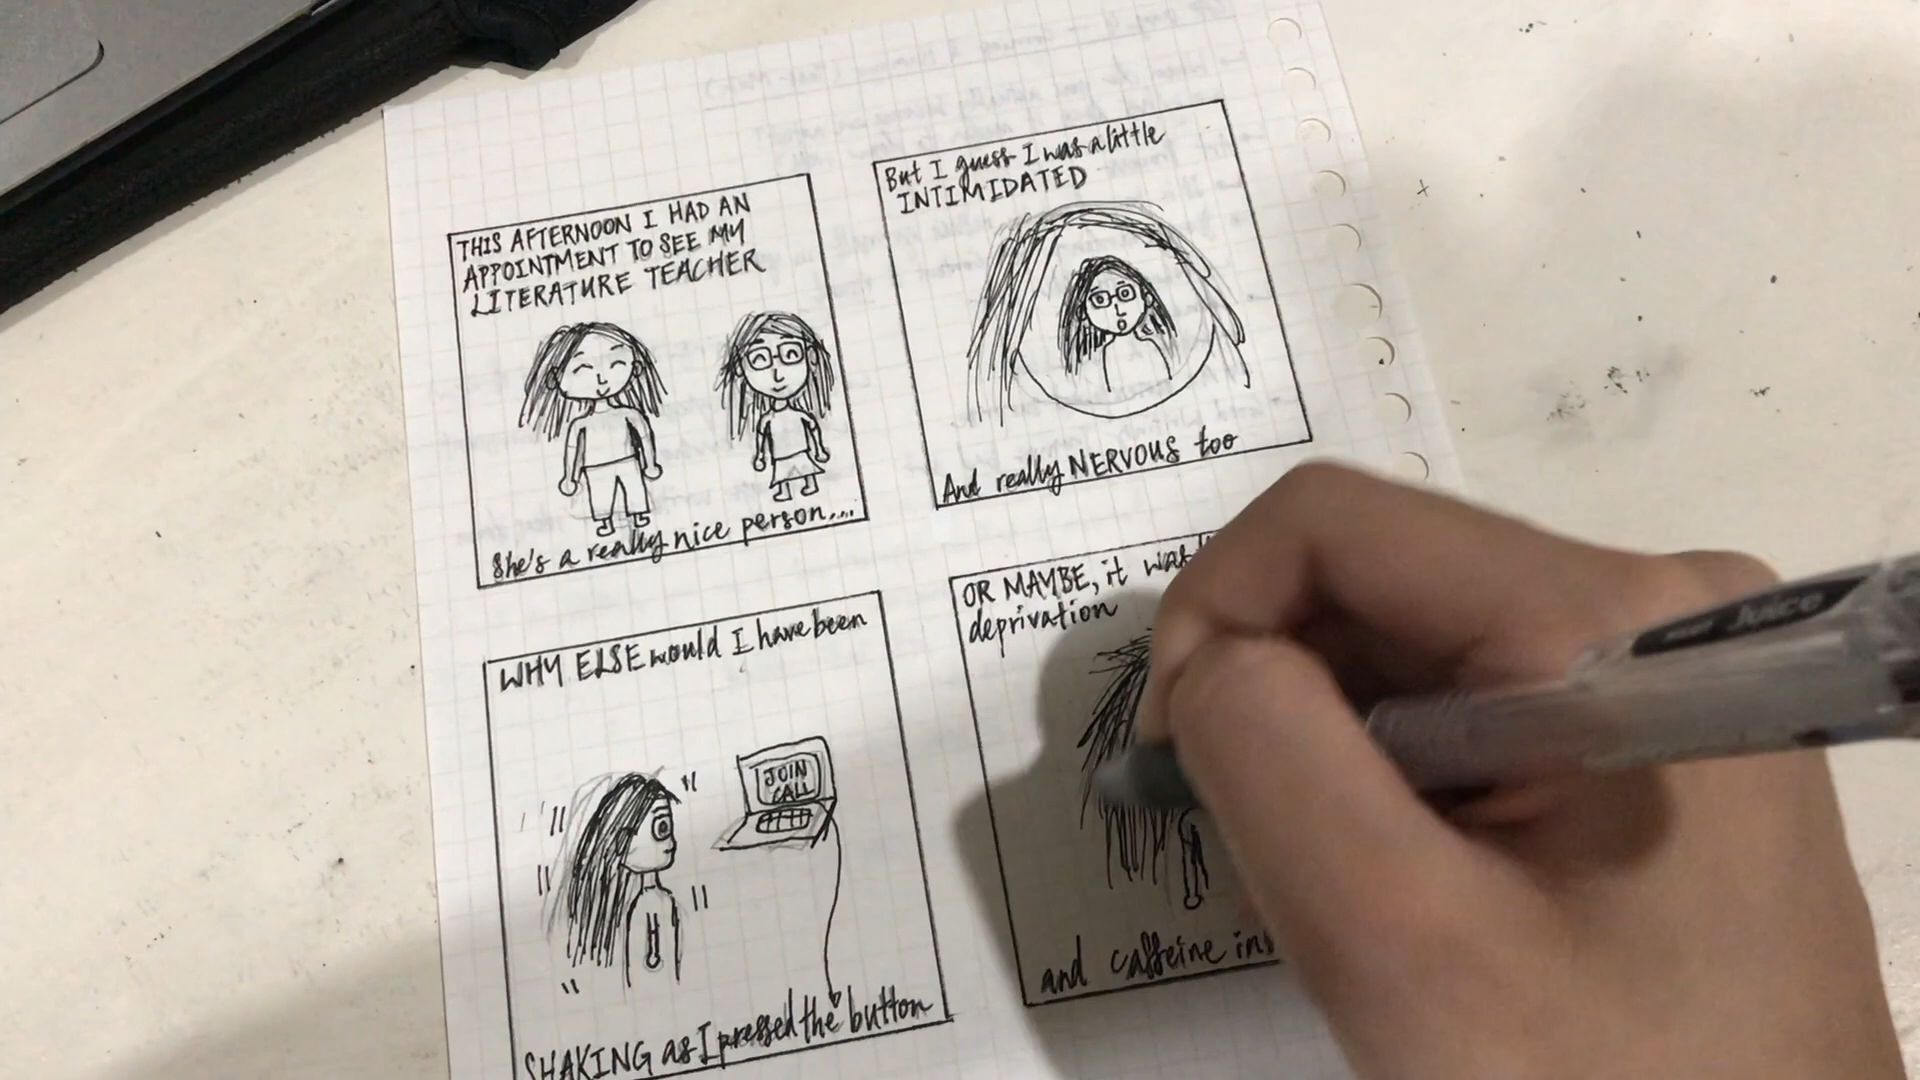 THIS AFTERNOON I HAD AN
APPOINTMENT TO SEE MY
LITERATURE TEACHER
She's a really nice person....
But I guess I was a little
INTIMIDATED
And really NERVOUS too
WHY ELSE would I have been
JOIN
CALL
SHAKING as I pressed the button
OR MAYBE, it was
deprivation
and caffeine
Juice